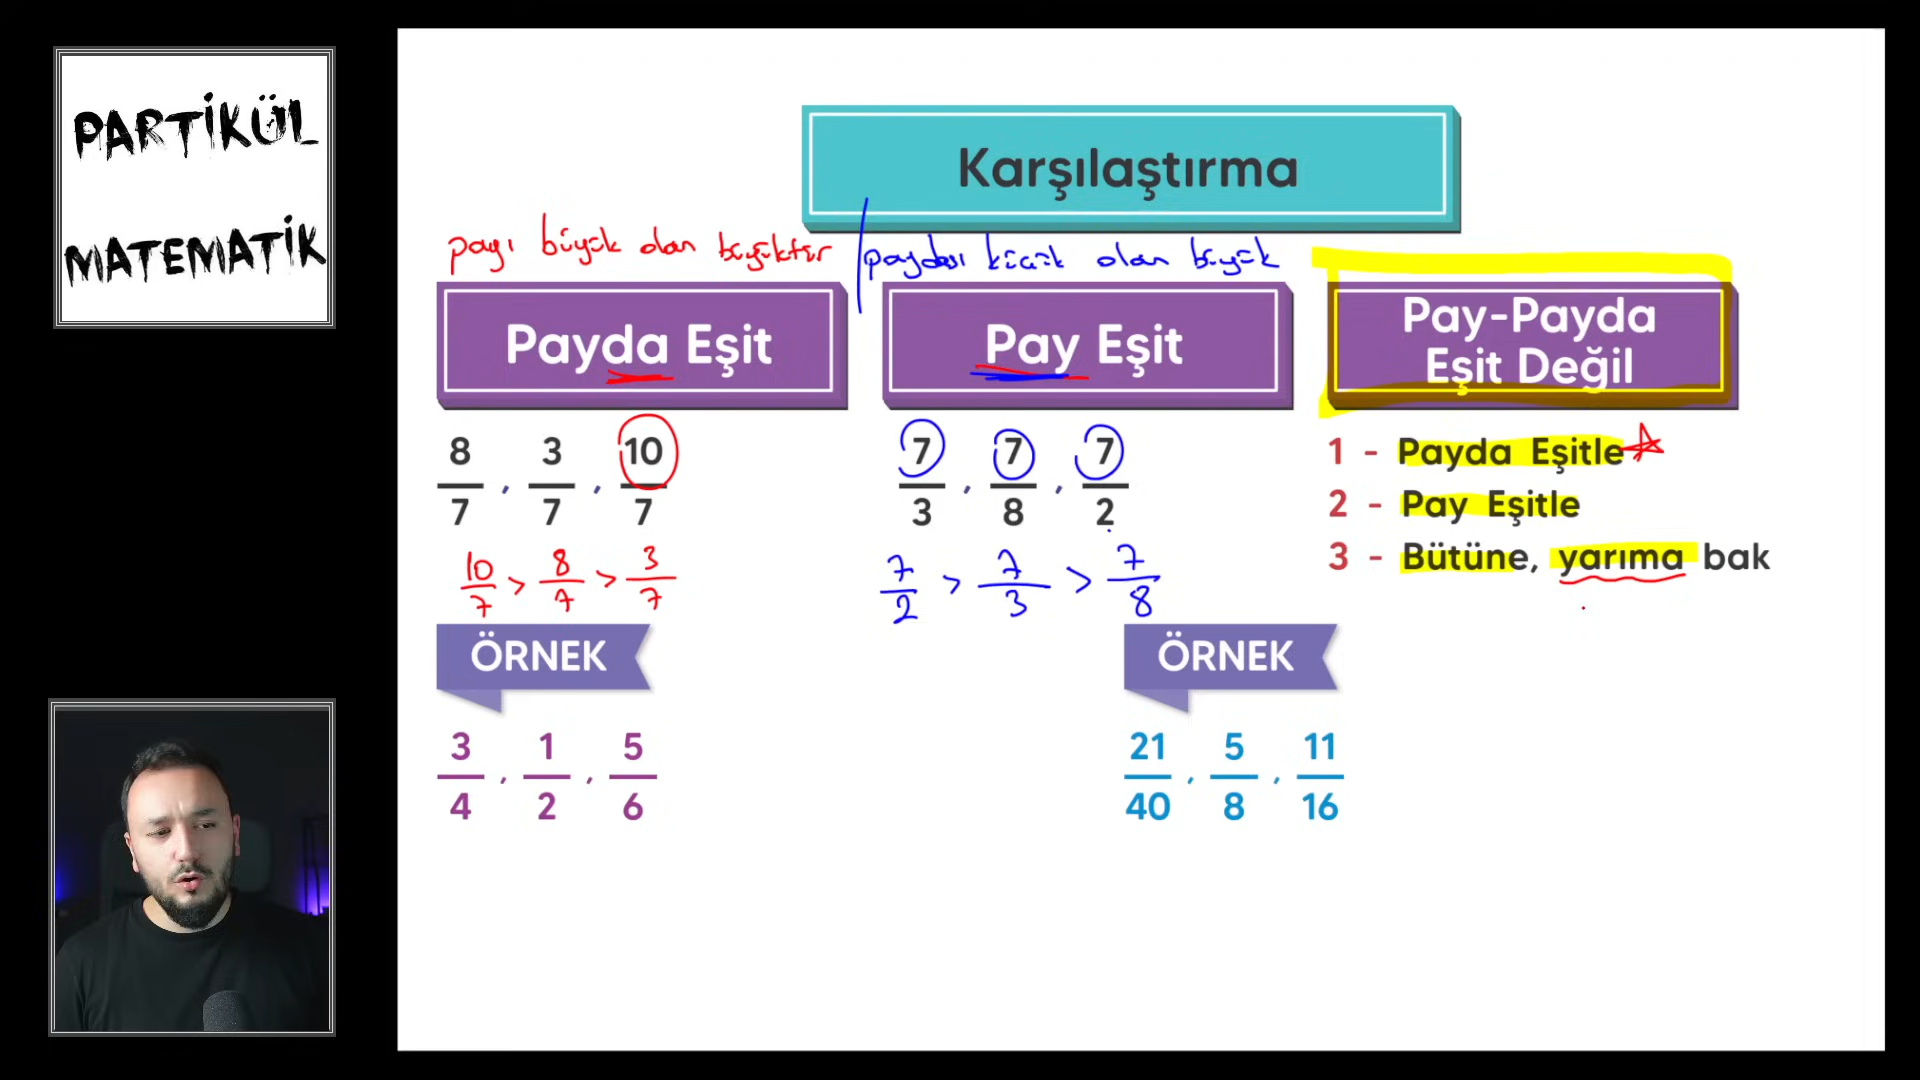 PARTİKÜL
MATEMATİK
Karşılaştırma
payı büyük olan büyüktür
paydası küçük olan büyük
Payda Eşit
Pay Eşit
Pay-Payda
Eşit Değil
8/7 , 3/7 , 10/7
10/7 > 8/7 > 3/7
7/3 , 7/8 , 7/2
7/2 > 7/3 > 7/8
1 - Payda Eşitle
2 - Pay Eşitle
3 - Bütüne, yarıma bak
ÖRNEK
3/4 , 1/2 , 5/6
ÖRNEK
21/40 , 5/8 , 11/16